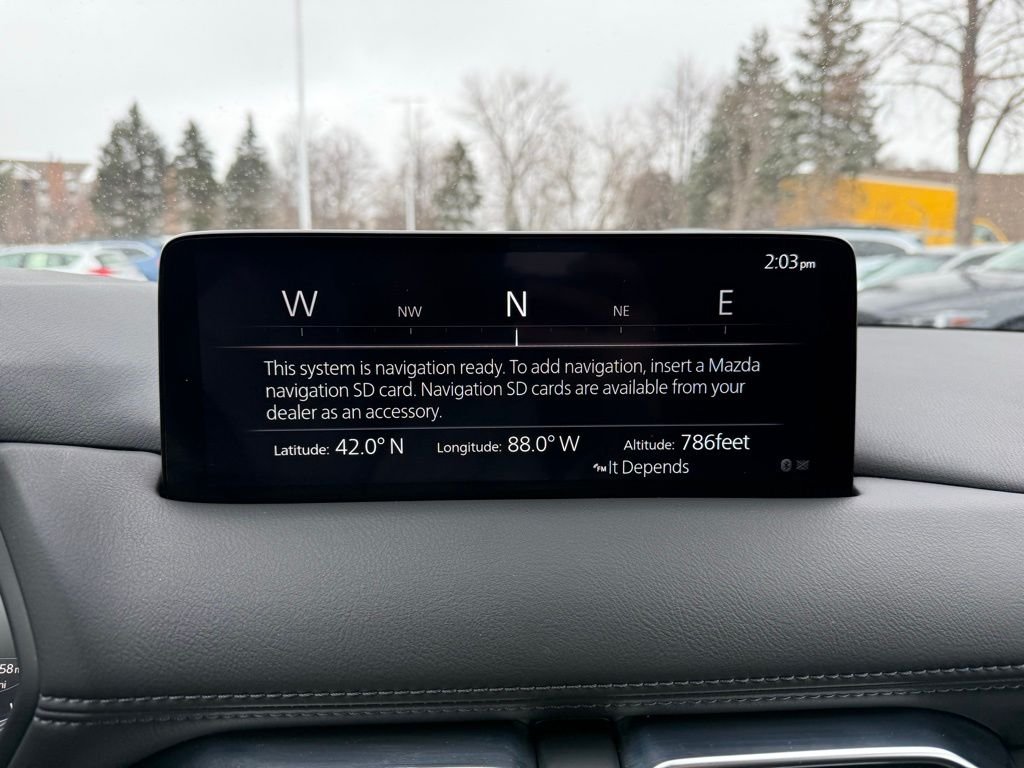 2:03pm
W NW N NE E
This system is navigation ready. To add navigation, insert a Mazda
navigation SD card. Navigation SD cards are available from your
dealer as an accessory.
Latitude: 42.0° N Longitude: 88.0° W Altitude: 786feet
FM It Depends